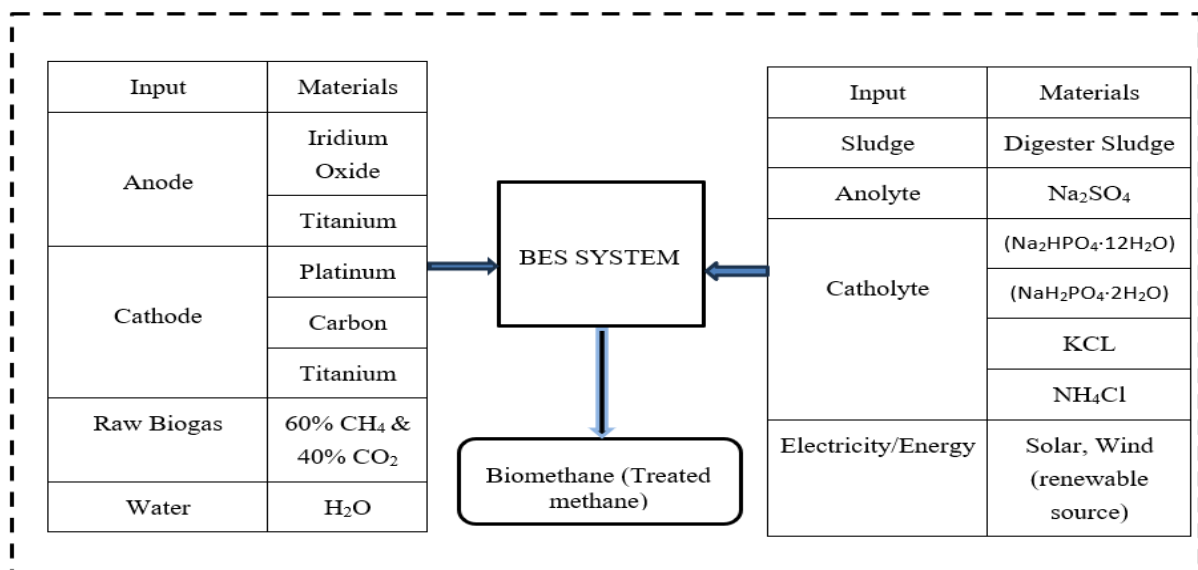 Input Materials
Anode
Iridium
Oxide
Titanium
Cathode
Platinum
Carbon
Titanium
Raw Biogas
60% CH₄ &
40% CO₂
Water
H₂O
BES SYSTEM
Biomethane (Treated
methane)
Input Materials
Sludge Digester Sludge
Anolyte Na₂SO₄
Catholyte
(Na₂HPO₄·12H₂O)
(NaH₂PO₄·2H₂O)
KCL
NH₄Cl
Electricity/Energy
Solar, Wind
(renewable
source)